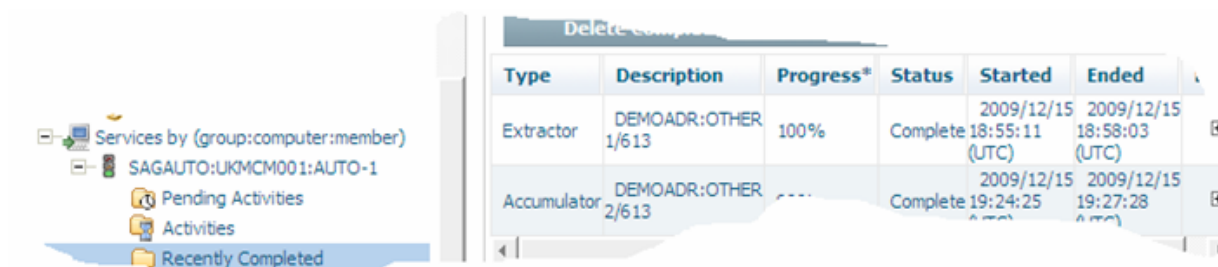 Services by (group:computer:member)
SAGAUTO:UKMCM001:AUTO-1
Pending Activities
Activities
Recently Completed
Delete
Type Description Progress* Status Started Ended
Extractor DEMOADR:OTHER 1/613 100% Complete 2009/12/15 18:55:11 (UTC) 2009/12/15 18:58:03 (UTC)
Accumulator DEMOADR:OTHER 2/613 Complete 2009/12/15 19:24:25 (UTC) 2009/12/15 19:27:28 (UTC)